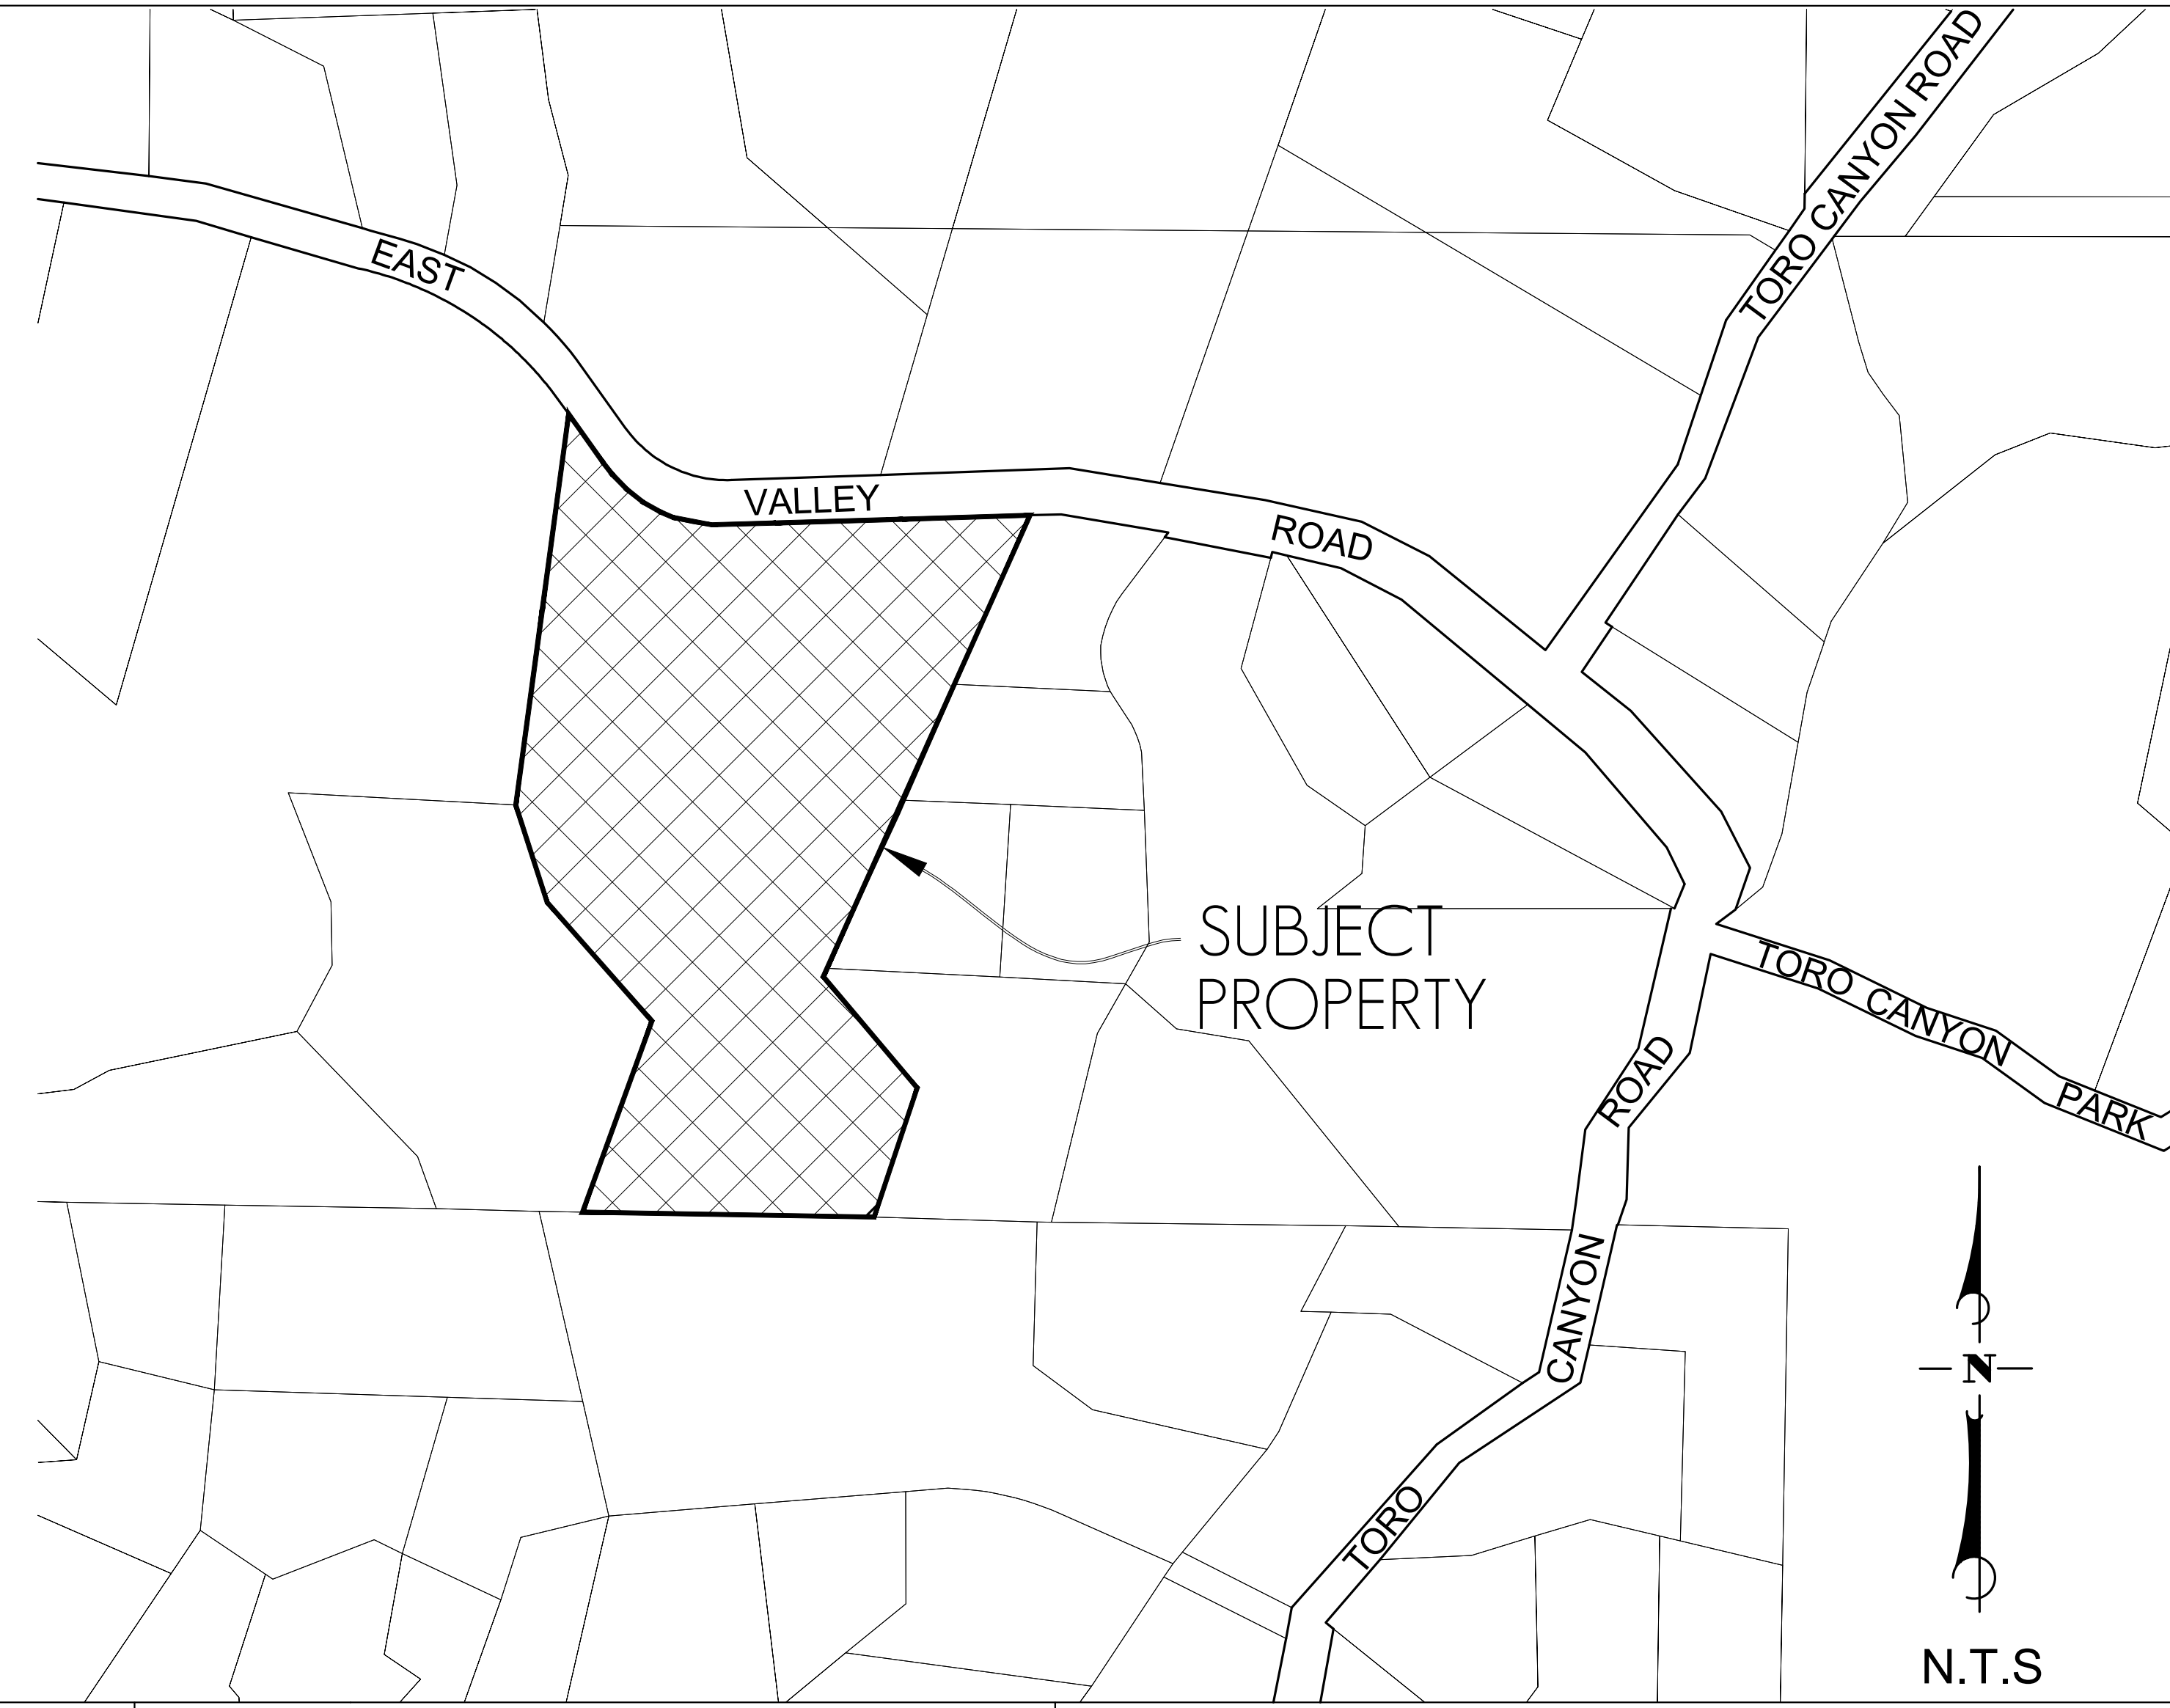 TORO CANYON ROAD
EAST
VALLEY
ROAD
SUBJECT
PROPERTY
TORO CANYON
PARK
ROAD
CANYON
TORO
N
N.T.S